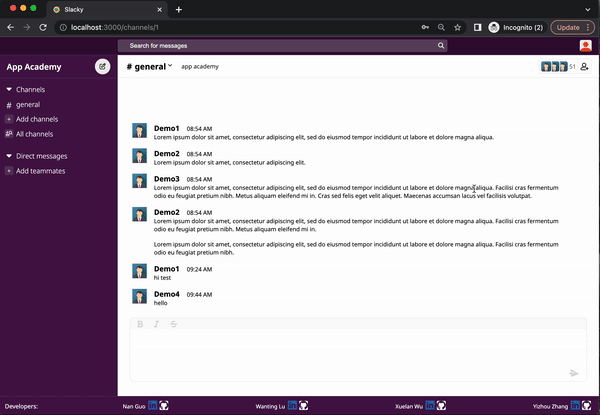 Slacky
localhost:3000/channels/1
Incognito (2)
Update
Search for messages
App Academy
# general
app academy
51
Channels
# general
+ Add channels
All channels
Direct messages
+ Add teammates
Demo1 08:54 AM
Lorem ipsum dolor sit amet, consectetur adipiscing elit, sed do eiusmod tempor incididunt ut labore et dolore magna aliqua.
Demo2 08:54 AM
Lorem ipsum dolor sit amet, consectetur adipiscing elit.
Demo3 08:54 AM
Lorem ipsum dolor sit amet, consectetur adipiscing elit, sed do eiusmod tempor incididunt ut labore et dolore magna aliqua. Facilisi cras fermentum
odio eu feugiat pretium nibh. Metus aliquam eleifend mi in. Cras sed felis eget velit aliquet. Maecenas accumsan lacus vel facilisis volutpat.
Demo2 08:54 AM
Lorem ipsum dolor sit amet, consectetur adipiscing elit, sed do eiusmod tempor incididunt ut labore et dolore magna aliqua. Facilisi cras fermentum
odio eu feugiat pretium nibh. Metus aliquam eleifend mi in.
Lorem ipsum dolor sit amet, consectetur adipiscing elit, sed do eiusmod tempor incididunt ut labore et dolore magna aliqua. Facilisi cras fermentum
odio eu feugiat pretium nibh.
Demo1 09:24 AM
hi test
Demo4 09:44 AM
hello
B I S
Developers: Nan Guo in Wanting Lu in Xuelan Wu in Yizhou Zhang in